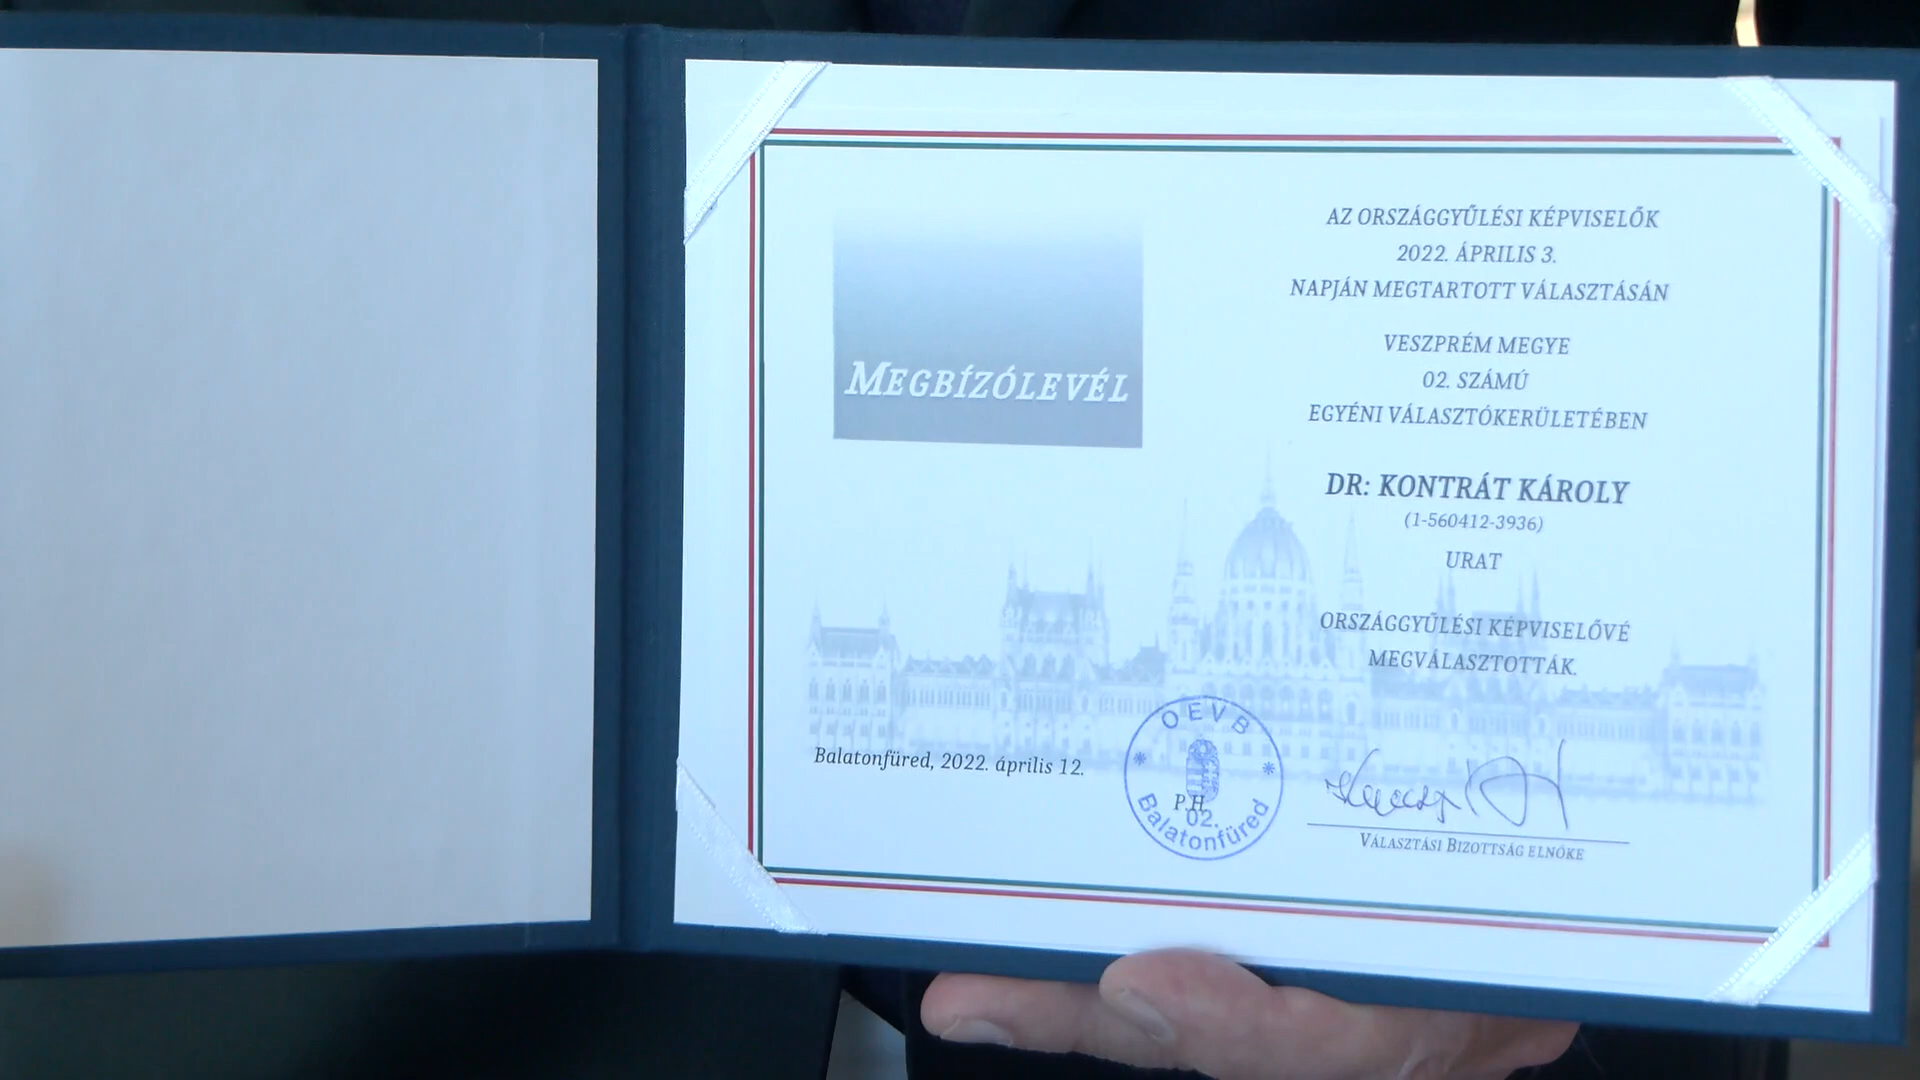 MEGBÍZÓLEVÉL
AZ ORSZÁGGYŰLÉSI KÉPVISELŐK
2022. ÁPRILIS 3.
NAPJÁN MEGTARTOTT VÁLASZTÁSÁN
VESZPRÉM MEGYE
02. SZÁMÚ
EGYÉNI VÁLASZTÓKERÜLETÉBEN
DR: KONTRÁT KÁROLY
(1-560412-3936)
URAT
ORSZÁGGYŰLÉSI KÉPVISELŐVÉ
MEGVÁLASZTOTTÁK.
Balatonfüred, 2022. április 12.
OEVB
P.H.
02.
Balatonfüred
VÁLASZTÁSI BIZOTTSÁG ELNÖKE